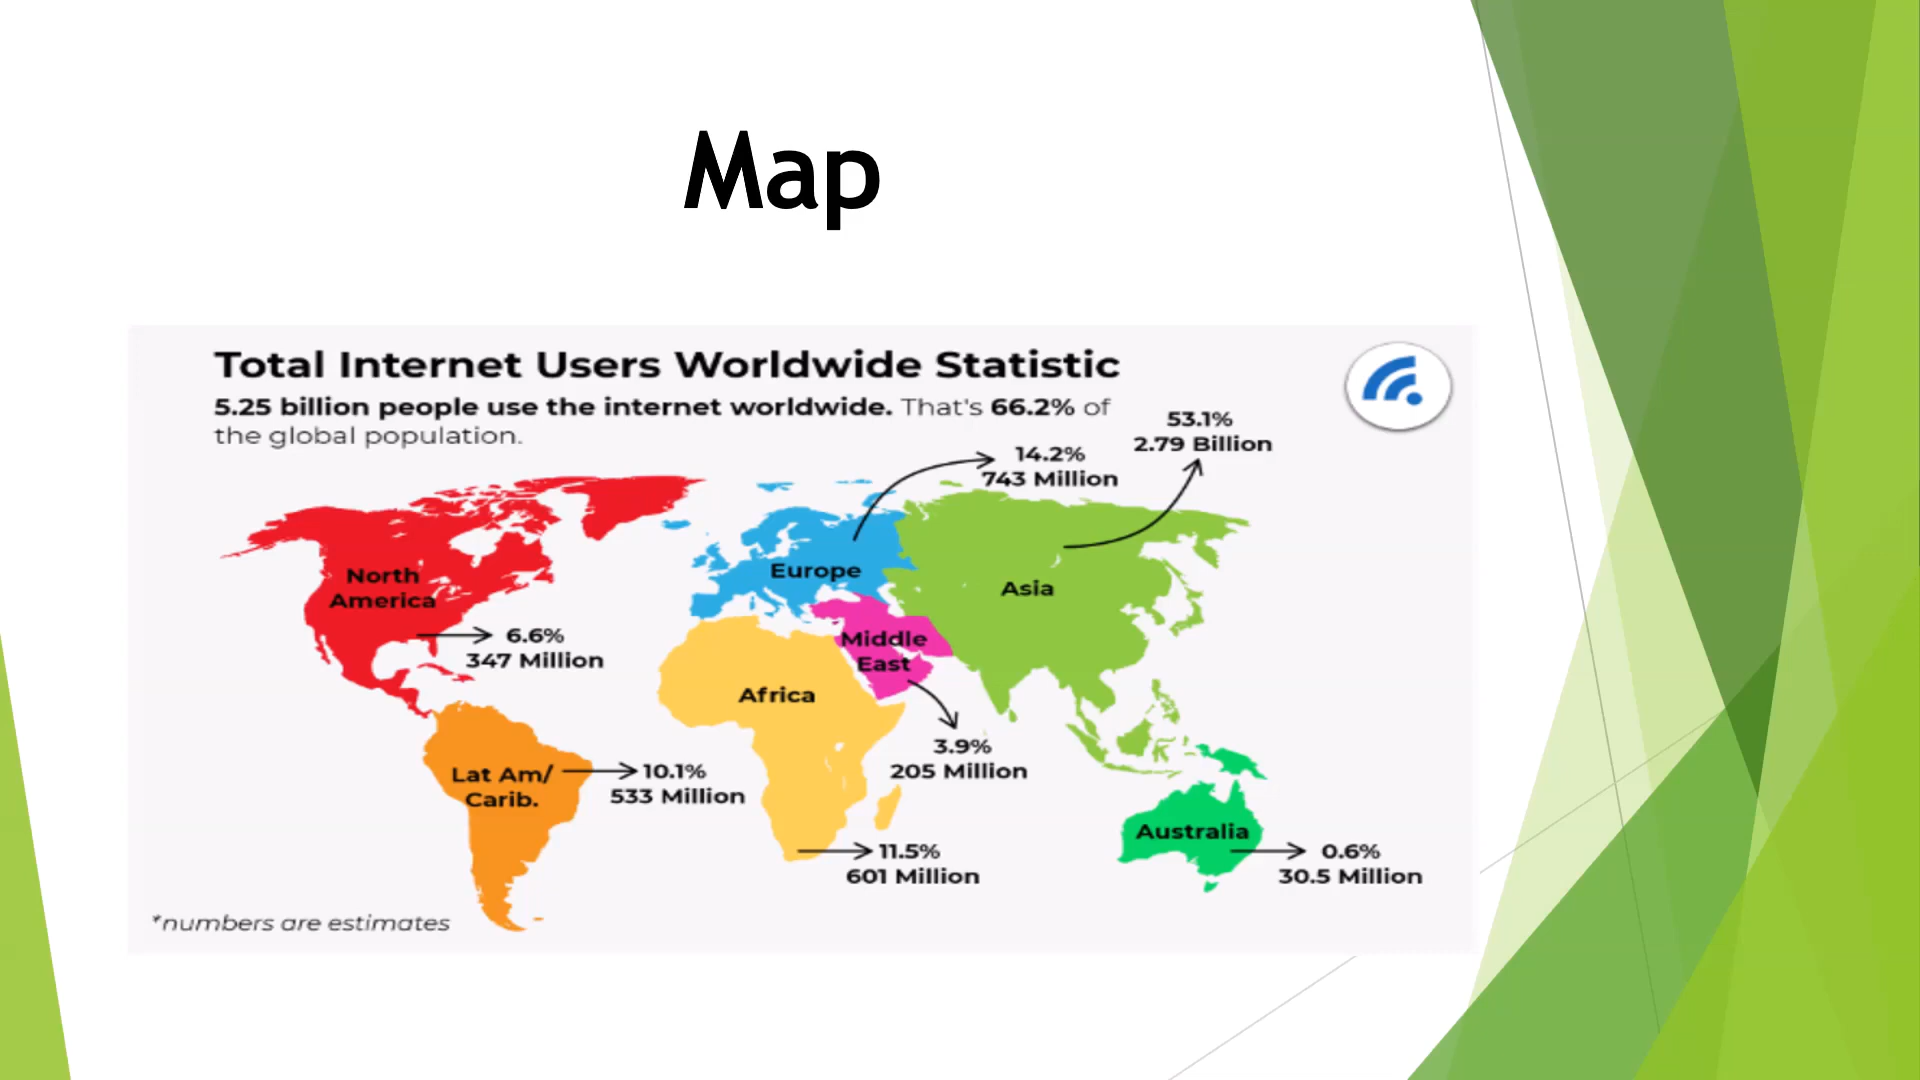 Map
Total Internet Users Worldwide Statistic
5.25 billion people use the internet worldwide. That's 66.2% of
the global population.
53.1%
2.79 Billion
14.2%
743 Million
Europe
Asia
North
America
6.6%
347 Million
Middle
East
Africa
3.9%
205 Million
Lat Am/
Carib.
10.1%
533 Million
Australia
11.5%
601 Million
0.6%
30.5 Million
*numbers are estimates